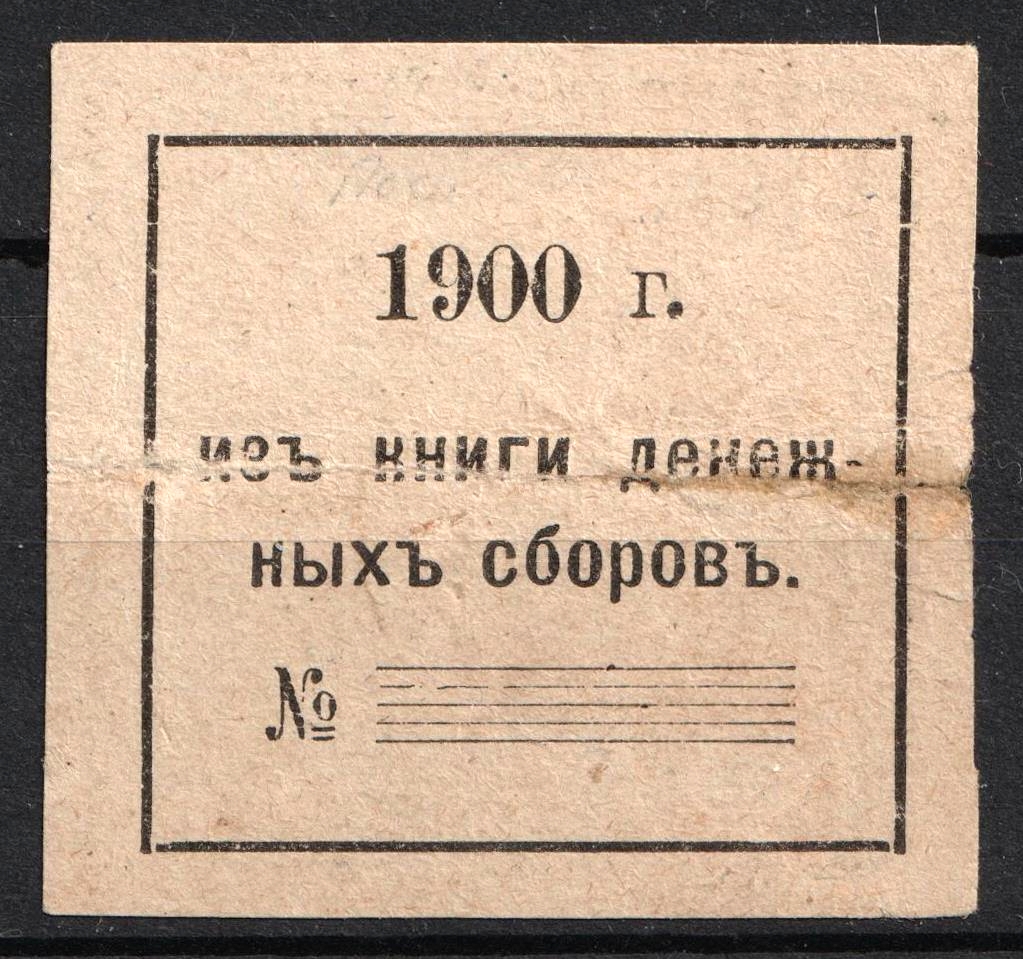 1900 г.
изъ книги денеж-
ныхъ сборовъ.
№